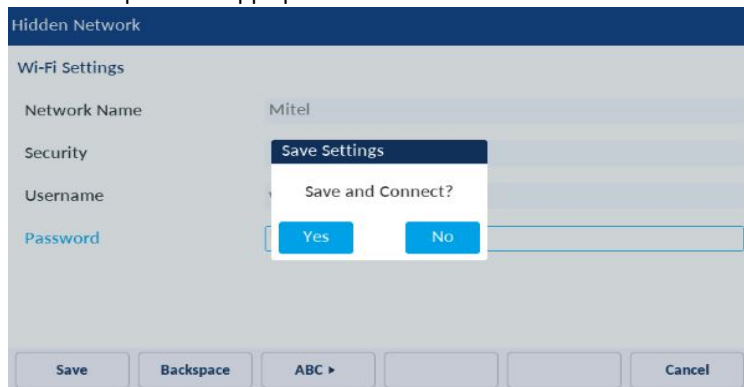 Hidden Network
Wi-Fi Settings
Network Name Mitel
Security
Save Settings
Username
Save and Connect?
Password
Yes No
Save Backspace ABC ▸ Cancel